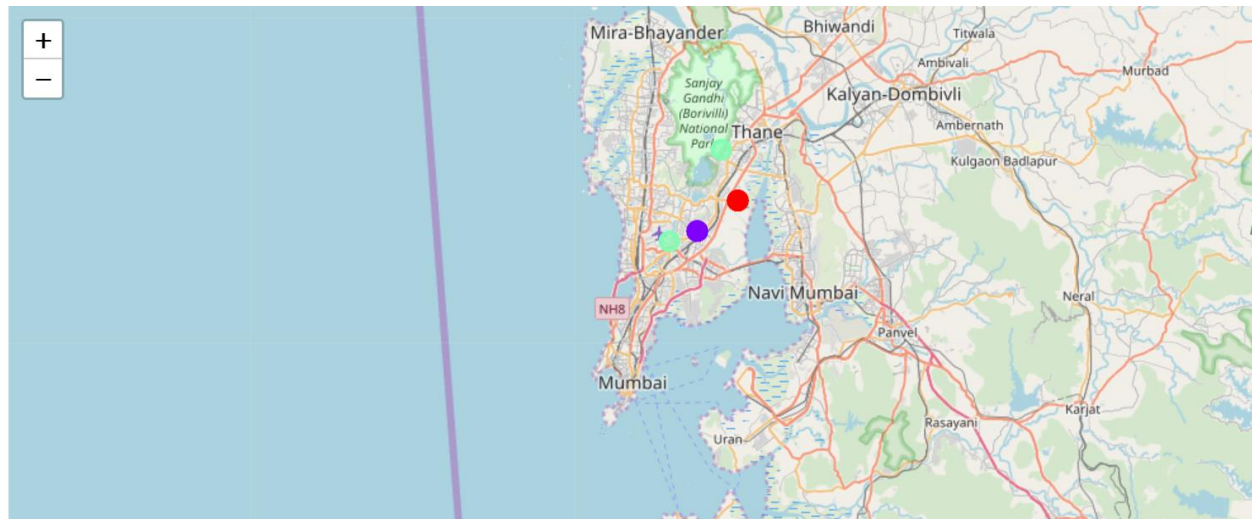 +
−
Mira-Bhayander
Bhiwandi
Titwala
Ambivali
Murbad
Sanjay
Gandhi
(Borivilli)
National
Park
Kalyan-Dombivli
Thane
Ambernath
Kulgaon Badlapur
Navi Mumbai
Neral
NH8
Panvel
Mumbai
Karjat
Rasayani
Uran